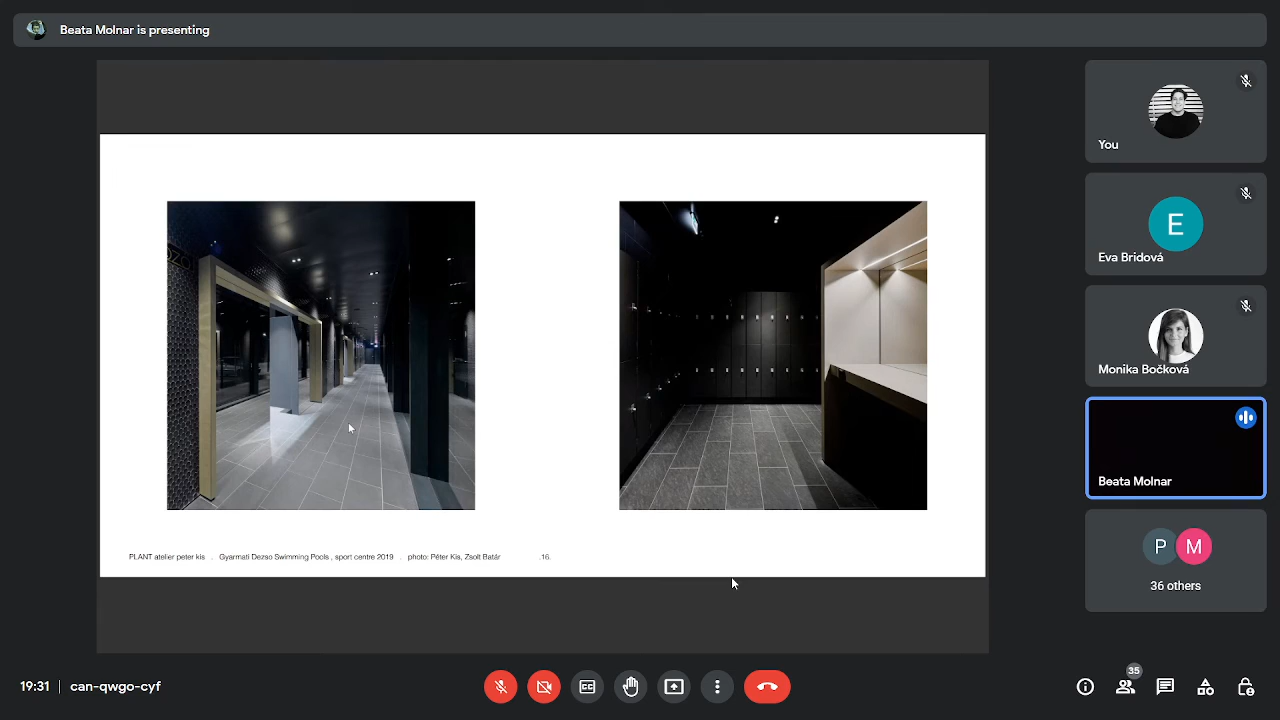 Beata Molnar is presenting
You
E
Eva Bridová
Monika Bočková
Beata Molnar
P M
36 others
PLANT atelier peter kis . Gyarmati Dezso Swimming Pools , sport centre 2019 . photo: Péter Kis, Zsolt Batár .16.
19:31 | can-qwgo-cyf
35